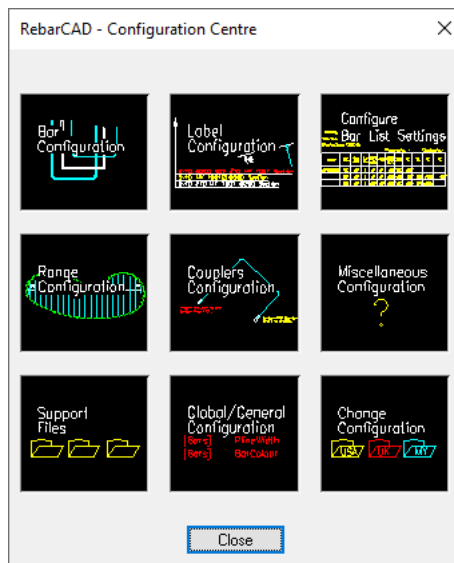 RebarCAD - Configuration Centre
Bar
Configuration
Label
Configuration
Configure
Bar List Settings
Range
Configuration
Couplers
Configuration
Miscellaneous
Configuration
?
Support
Files
Global/General
Configuration
[Bars] PlineWidth
[Bars] BarColour
Change
Configuration
USA UK MY
Close